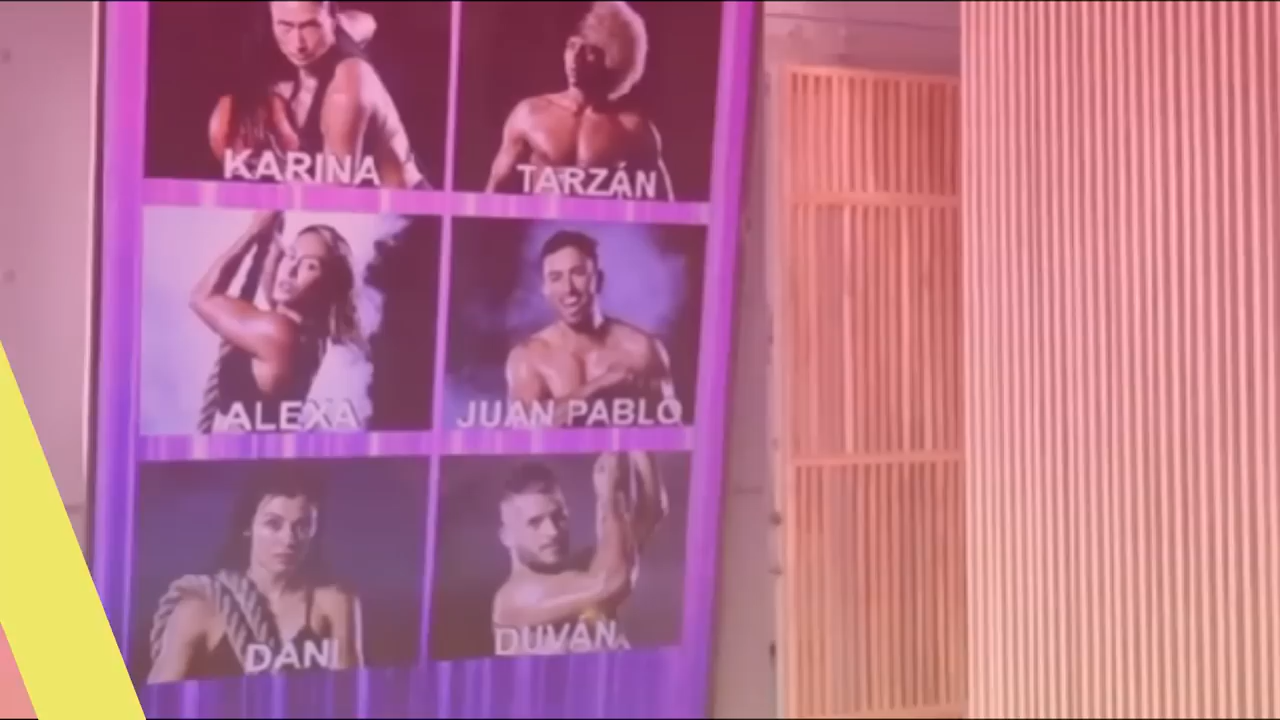 KARINA
TARZÁN
ALEXA
JUAN PABLO
DANI
DUVÁN